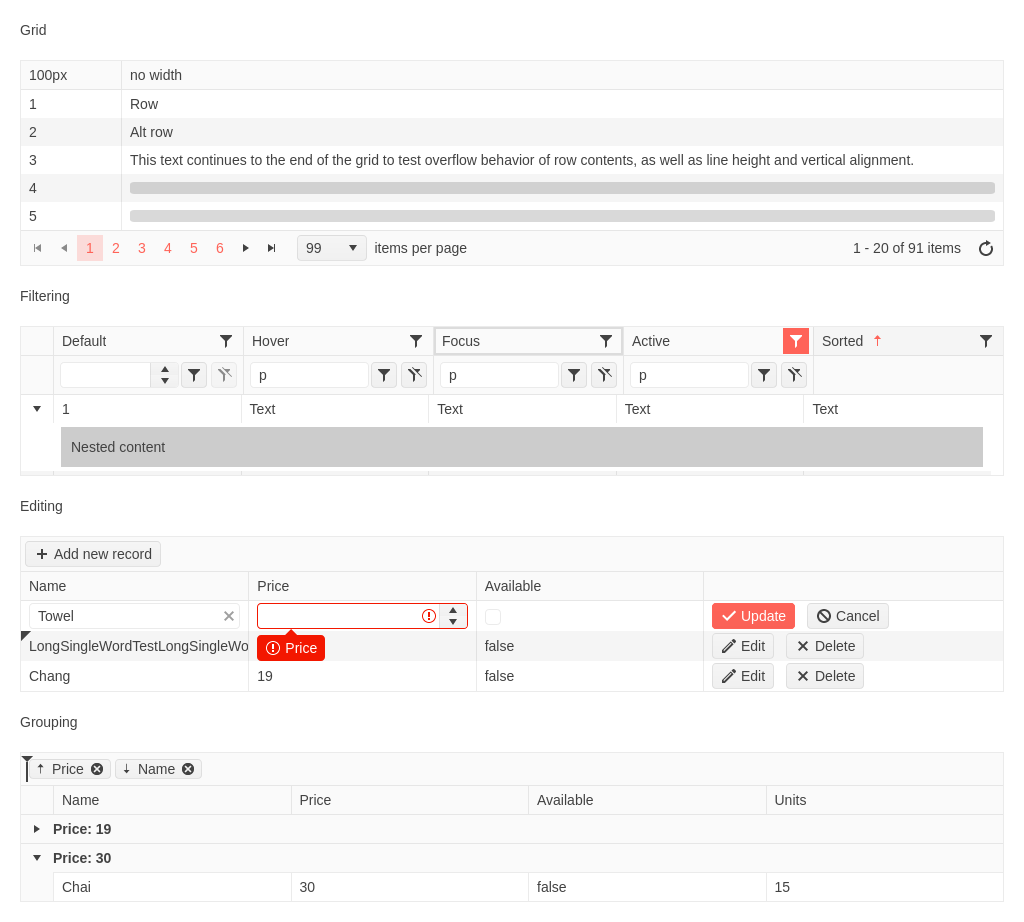 Grid
100px no width
1 Row
2 Alt row
3 This text continues to the end of the grid to test overflow behavior of row contents, as well as line height and vertical alignment.
4
5
1 2 3 4 5 6 99 items per page 1 - 20 of 91 items
Filtering
Default Hover Focus Active Sorted
p p p
1 Text Text Text Text
Nested content
Editing
Add new record
Name Price Available
Towel Update Cancel
Price
LongSingleWordTestLongSingleWo false Edit Delete
Chang 19 false Edit Delete
Grouping
Price Name
Name Price Available Units
Price: 19
Price: 30
Chai 30 false 15